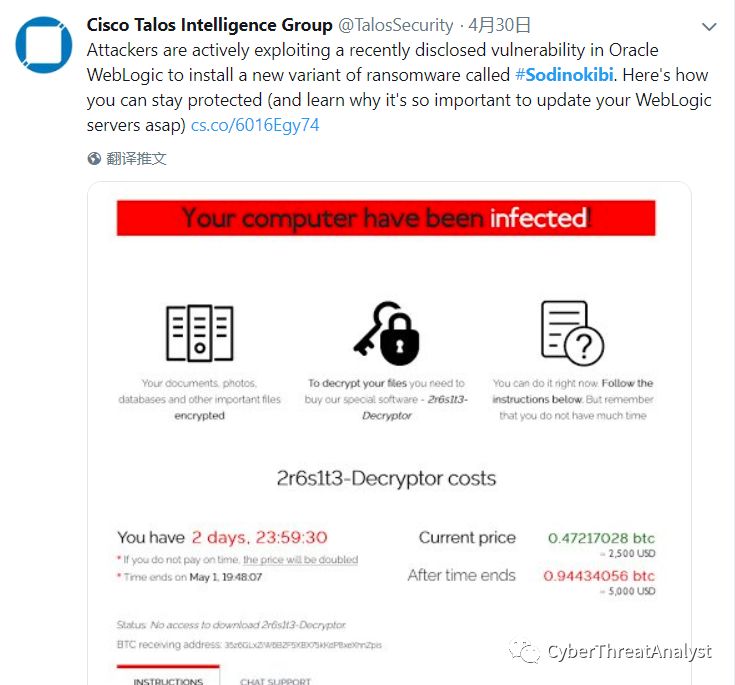 Cisco Talos Intelligence Group @TalosSecurity · 4月30日
Attackers are actively exploiting a recently disclosed vulnerability in Oracle
WebLogic to install a new variant of ransomware called #Sodinokibi. Here's how
you can stay protected (and learn why it's so important to update your WebLogic
servers asap) cs.co/6016Egy74
翻译推文
Your computer have been infected!
Your documents, photos,
databases and other important files
encrypted
To decrypt your files you need to
buy our special software - 2r6s1t3-
Decryptor
You can do it right now. Follow the
instructions below. But remember
that you do not have much time
2r6s1t3-Decryptor costs
You have 2 days, 23:59:30
* If you do not pay on time, the price will be doubled
* Time ends on May 1, 19:48:07
Current price 0.47217028 btc
≈ 2,500 USD
After time ends 0.94434056 btc
≈ 5,000 USD
Status: No access to download 2r6s1t3-Decryptor.
BTC receiving address:
INSTRUCTIONS CHAT SUPPORT
CyberThreatAnalyst